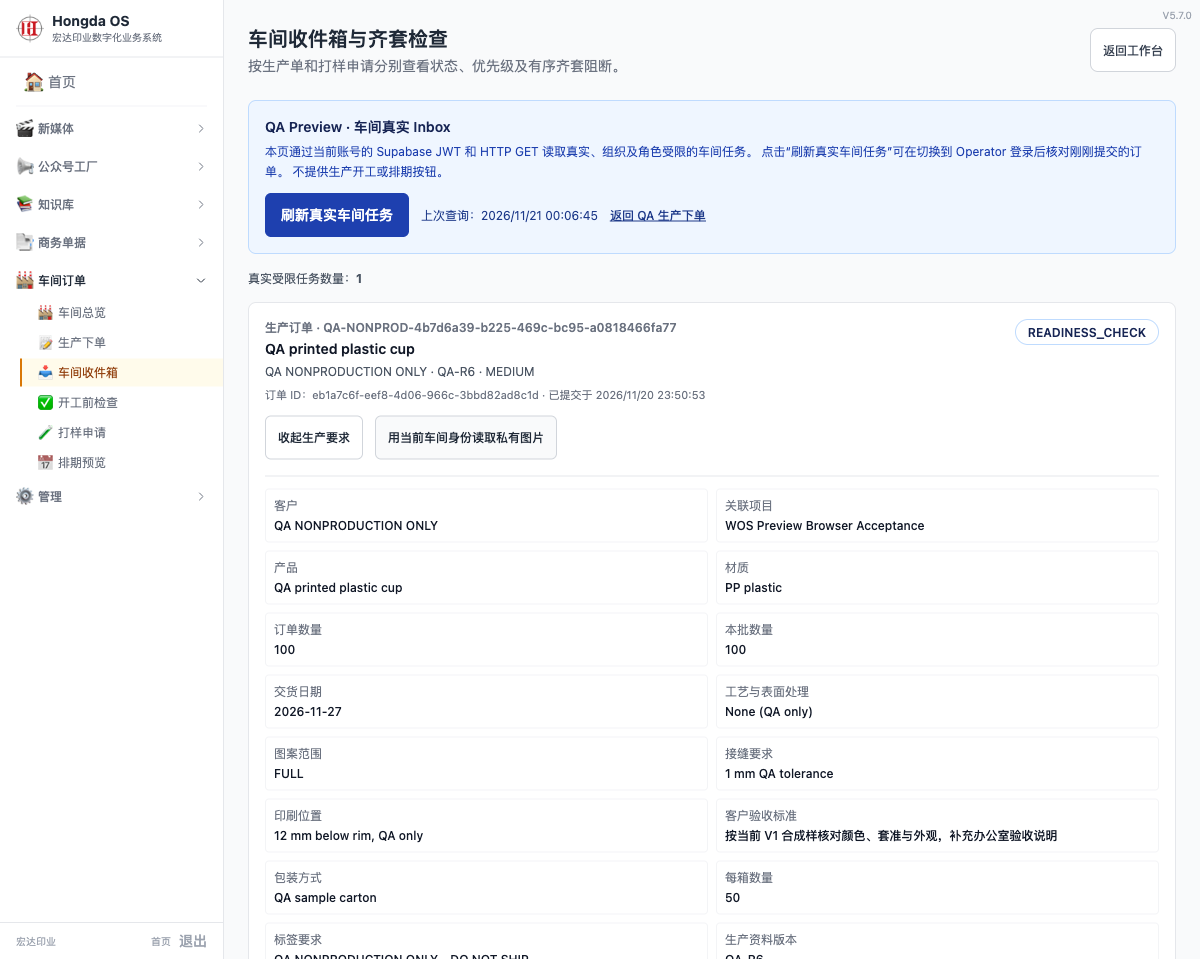 Hongda OS
宏达印业数字化业务系统
首页
新媒体
公众号工厂
知识库
商务单据
车间订单
车间总览
生产下单
车间收件箱
开工前检查
打样申请
排期预览
管理
宏达印业
首页
退出
V5.7.0
车间收件箱与齐套检查
按生产单和打样申请分别查看状态、优先级及有序齐套阻断。
返回工作台
QA Preview · 车间真实 Inbox
本页通过当前账号的 Supabase JWT 和 HTTP GET 读取真实、组织及角色受限的车间任务。 点击“刷新真实车间任务”可在切换到 Operator 登录后核对刚刚提交的订
单。 不提供生产开工或排期按钮。
刷新真实车间任务
上次查询：2026/11/21 00:06:45
返回 QA 生产下单
真实受限任务数量：1
生产订单 · QA-NONPROD-4b7d6a39-b225-469c-bc95-a0818466fa77
READINESS_CHECK
QA printed plastic cup
QA NONPRODUCTION ONLY · QA-R6 · MEDIUM
订单 ID：eb1a7c6f-eef8-4d06-966c-3bbd82ad8c1d · 已提交于 2026/11/20 23:50:53
收起生产要求
用当前车间身份读取私有图片
客户
QA NONPRODUCTION ONLY
关联项目
WOS Preview Browser Acceptance
产品
QA printed plastic cup
材质
PP plastic
订单数量
100
本批数量
100
交货日期
2026-11-27
工艺与表面处理
None (QA only)
图案范围
FULL
接缝要求
1 mm QA tolerance
印刷位置
12 mm below rim, QA only
客户验收标准
按当前 V1 合成样核对颜色、套准与外观，补充办公室验收说明
包装方式
QA sample carton
每箱数量
50
标签要求
QA NONPRODUCTION ONLY - DO NOT SHIP
生产资料版本
QA-R6